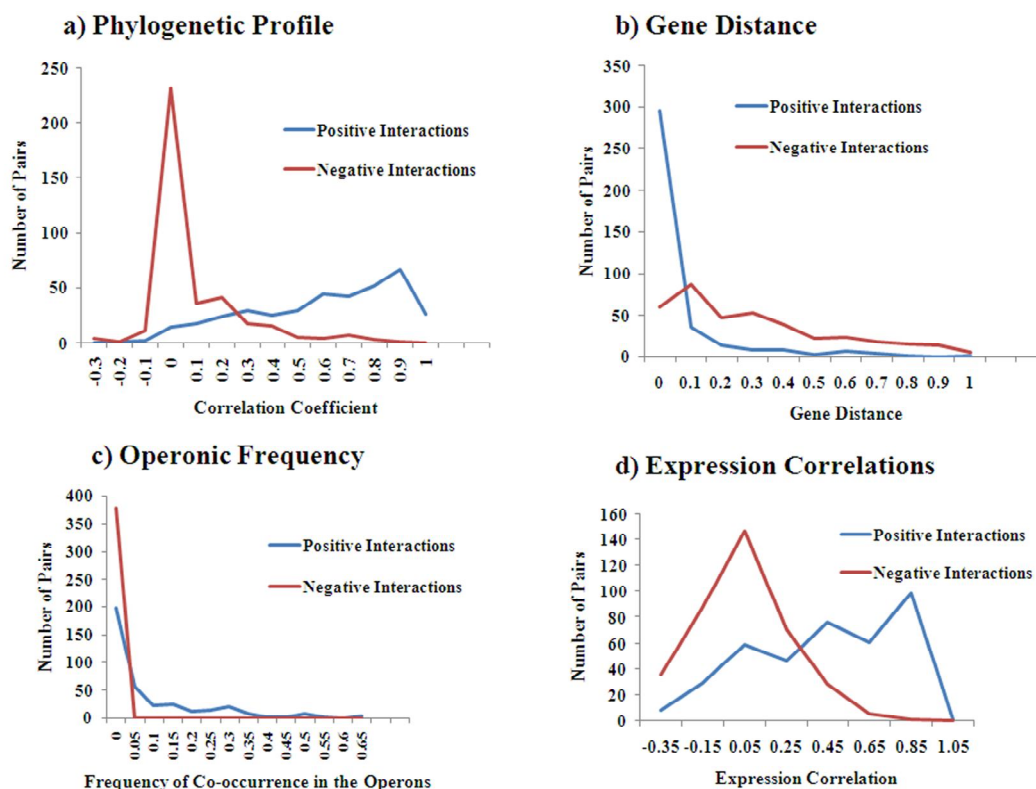 a) Phylogenetic Profile
250
200
150
100
50
0
Number of Pairs
Positive Interactions
Negative Interactions
-0.3 -0.2 -0.1 0 0.1 0.2 0.3 0.4 0.5 0.6 0.7 0.8 0.9 1
Correlation Coefficient
b) Gene Distance
350
300
250
200
150
100
50
0
Number of Pairs
Positive Interactions
Negative Interactions
0 0.1 0.2 0.3 0.4 0.5 0.6 0.7 0.8 0.9 1
Gene Distance
c) Operonic Frequency
400
350
300
250
200
150
100
50
0
Number of Pairs
Positive Interactions
Negative Interactions
0 0.05 0.1 0.15 0.2 0.25 0.3 0.35 0.4 0.45 0.5 0.55 0.6 0.65
Frequency of Co-occurrence in the Operons
d) Expression Correlations
160
140
120
100
80
60
40
20
0
Number of Pairs
Positive Interactions
Negative Interactions
-0.35 -0.15 0.05 0.25 0.45 0.65 0.85 1.05
Expression Correlation